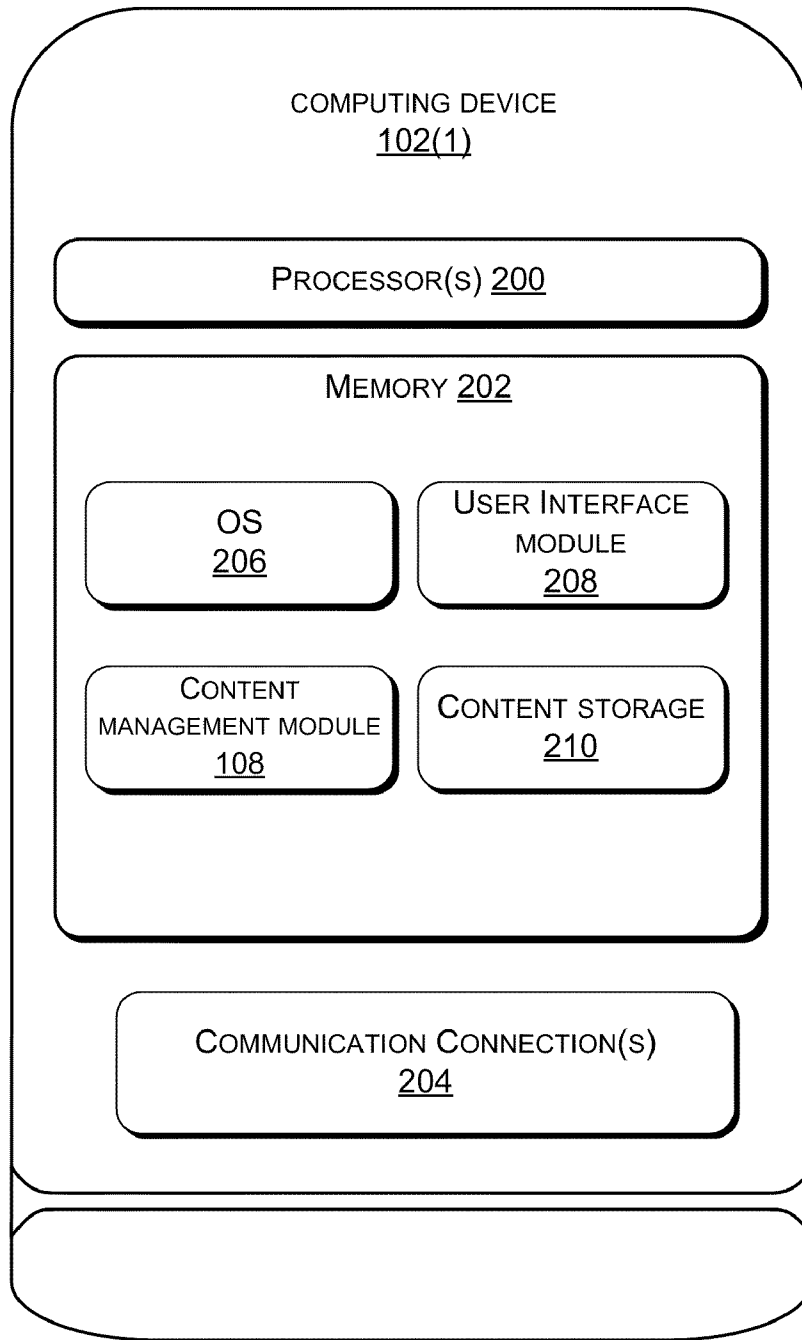 COMPUTING DEVICE
102(1)
PROCESSOR(S) 200
MEMORY 202
OS
206
USER INTERFACE
MODULE
208
CONTENT
MANAGEMENT MODULE
108
CONTENT STORAGE
210
COMMUNICATION CONNECTION(S)
204